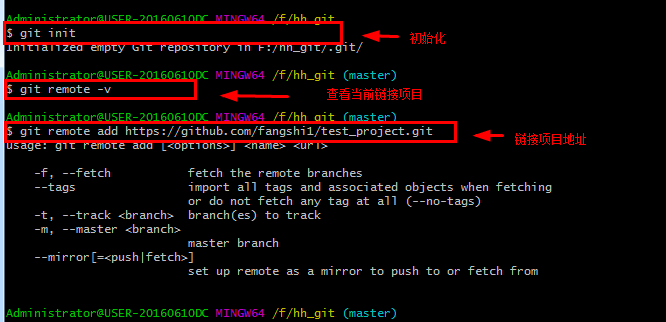 Administrator@USER-20160610DC MINGW64 /f/hh_git
$ git init
初始化
Initialized empty Git repository in F:/hh_git/.git/
Administrator@USER-20160610DC MINGW64 /f/hh_git (master)
$ git remote -v
查看当前链接项目
Administrator@USER-20160610DC MINGW64 /f/hh_git (master)
$ git remote add https://github.com/fangshi1/test_project.git
链接项目地址
usage: git remote add [<options>] <name> <url>
-f, --fetch fetch the remote branches
--tags import all tags and associated objects when fetching
or do not fetch any tag at all (--no-tags)
-t, --track <branch> branch(es) to track
-m, --master <branch>
master branch
--mirror[=<push|fetch>]
set up remote as a mirror to push to or fetch from
Administrator@USER-20160610DC MINGW64 /f/hh_git (master)